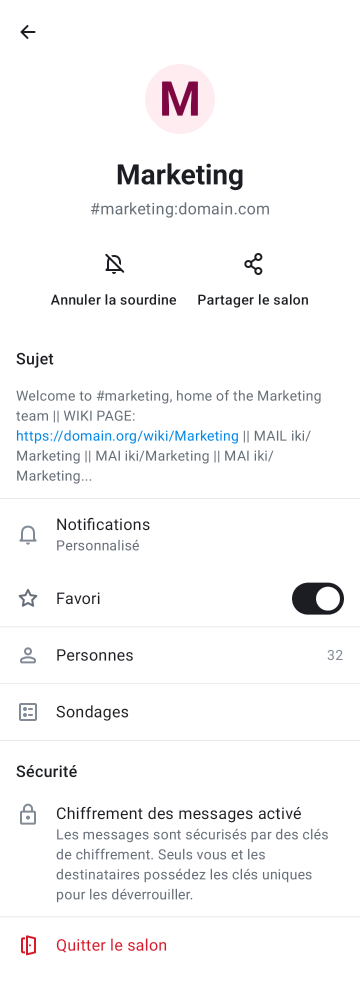 M
Marketing
#marketing:domain.com
Annuler la sourdine
Partager le salon
Sujet
Welcome to #marketing, home of the Marketing
team || WIKI PAGE:
https://domain.org/wiki/Marketing || MAIL iki/
Marketing || MAI iki/Marketing || MAI iki/
Marketing...
Notifications
Personnalisé
Favori
Personnes
32
Sondages
Sécurité
Chiffrement des messages activé
Les messages sont sécurisés par des clés
de chiffrement. Seuls vous et les
destinataires possédez les clés uniques
pour les déverrouiller.
Quitter le salon